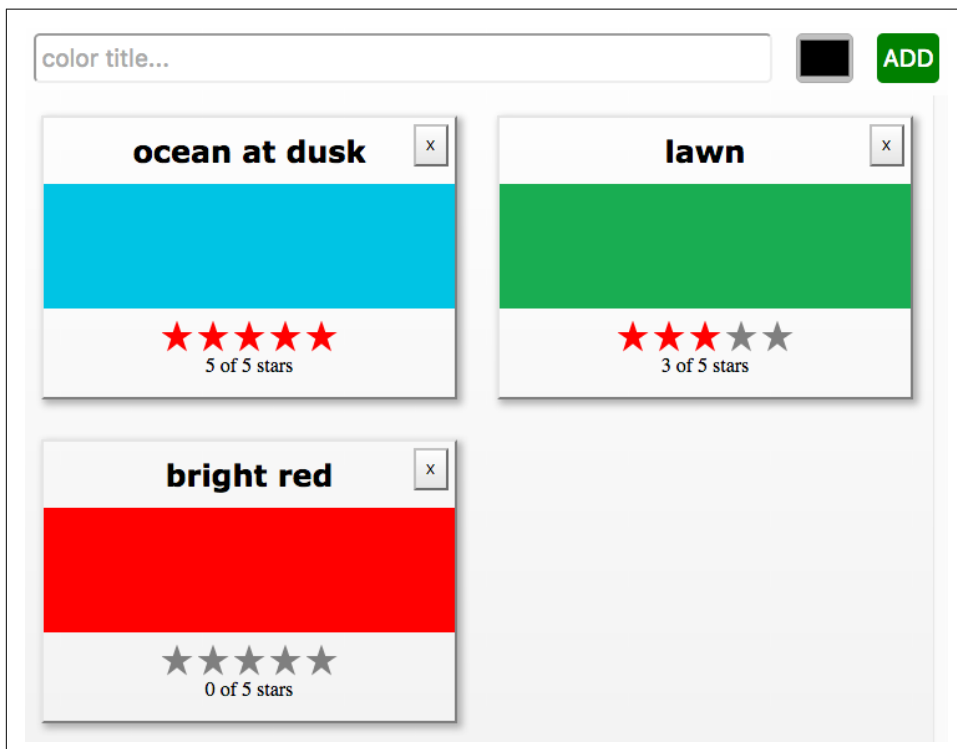 color title...
ADD
ocean at dusk
x
lawn
x
5 of 5 stars
3 of 5 stars
bright red
x
0 of 5 stars